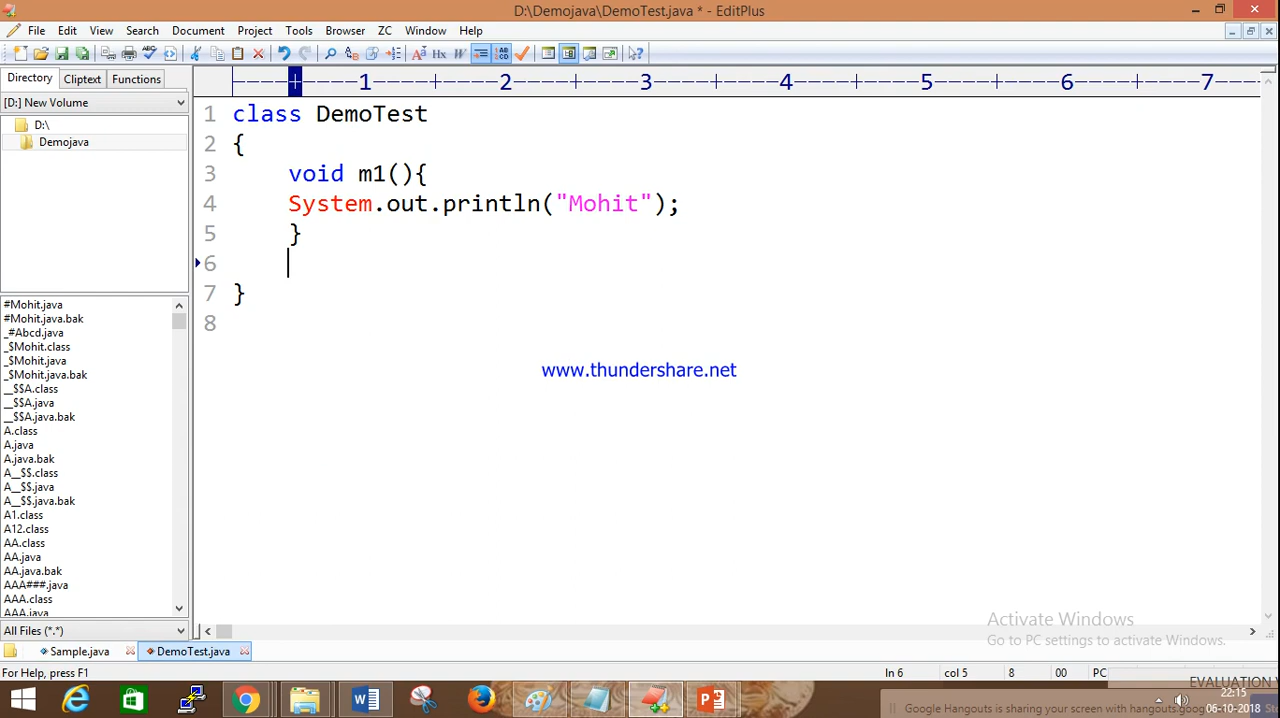 D:\Demojava\DemoTest.java * - EditPlus
File Edit View Search Document Project Tools Browser ZC Window Help
Directory Cliptext Functions
[D:] New Volume
D:\
Demojava
#Mohit.java
#Mohit.java.bak
_#Abcd.java
_$Mohit.class
_$Mohit.java
_$Mohit.java.bak
__$$A.class
__$$A.java
__$$A.java.bak
A.class
A.java
A.java.bak
A__$$.class
A__$$.java
A__$$.java.bak
A1.class
A12.class
AA.class
AA.java
AA.java.bak
AAA###.java
AAA.class
AAA.java
All Files (*.*)
1 2 3 4 5 6 7
1 class DemoTest
2 {
3 void m1(){
4 System.out.println("Mohit");
5 }
6
7 }
8
www.thundershare.net
Activate Windows
Go to PC settings to activate Windows.
Sample.java DemoTest.java
For Help, press F1 ln 6 col 5 8 00 PC
EVALUATION
22:15
06-10-2018
Google Hangouts is sharing your screen with hangouts.goog